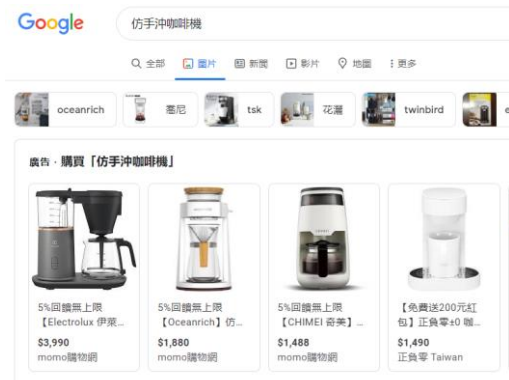 Google
仿手沖咖啡機
全部 圖片 新聞 影片 地圖 更多
oceanrich 塞尼 tsk 花灑 twinbird e
廣告 · 購買「仿手沖咖啡機」
5%回饋無上限
【Electrolux 伊萊...
$3,990
momo購物網
5%回饋無上限
【Oceanrich】仿...
$1,880
momo購物網
5%回饋無上限
【CHIMEI 奇美】...
$1,488
momo購物網
【免費送200元紅
包】正負零±0 咖...
$1,490
正負零 Taiwan